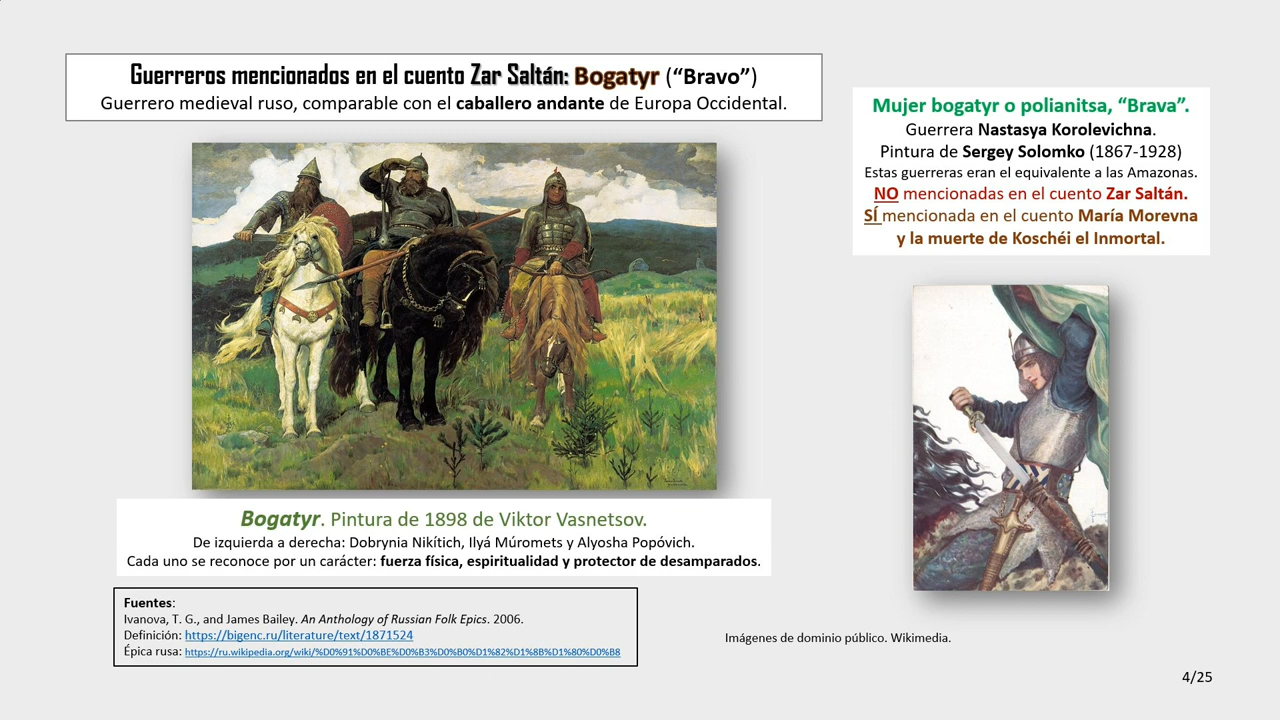 Guerreros mencionados en el cuento Zar Saltán: Bogatyr (“Bravo”)
Guerrero medieval ruso, comparable con el caballero andante de Europa Occidental.
Mujer bogatyr o polianitsa, “Brava”.
Guerrera Nastasya Korolevichna.
Pintura de Sergey Solomko (1867-1928)
Estas guerreras eran el equivalente a las Amazonas.
NO mencionadas en el cuento Zar Saltán.
SÍ mencionada en el cuento María Morevna
y la muerte de Koschéi el Inmortal.
Bogatyr. Pintura de 1898 de Viktor Vasnetsov.
De izquierda a derecha: Dobrynia Nikítich, Ilyá Múromets y Alyosha Popóvich.
Cada uno se reconoce por un carácter: fuerza física, espiritualidad y protector de desamparados.
Fuentes:
Ivanova, T. G., and James Bailey. An Anthology of Russian Folk Epics. 2006.
Definición: https://bigenc.ru/literature/text/1871524
Épica rusa: https://ru.wikipedia.org/wiki/%D0%91%D0%BE%D0%B3%D0%B0%D1%82%D1%8B%D1%80%D0%B8
Imágenes de dominio público. Wikimedia.
4/25